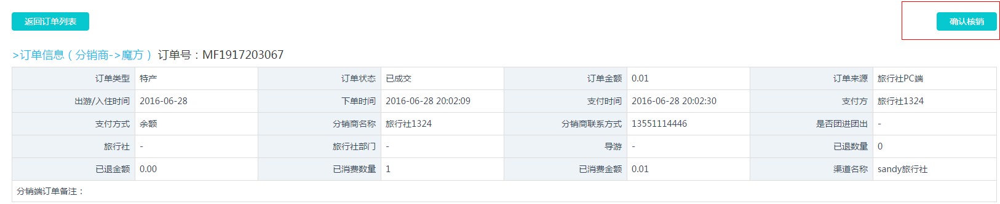 返回订单列表 确认核销
>订单信息（分销商->魔方） 订单号：MF1917203067
订单类型 特产 订单状态 已成交 订单金额 0.01 订单来源 旅行社PC端
出游/入住时间 2016-06-28 下单时间 2016-06-28 20:02:09 支付时间 2016-06-28 20:02:30 支付方 旅行社1324
支付方式 余额 分销商名称 旅行社1324 分销商联系方式 13551114446 是否团进团出 -
旅行社 - 旅行社部门 - 导游 - 已退数量 0
已退金额 0.00 已消费数量 1 已消费金额 0.01 渠道名称 sandy旅行社
分销端订单备注：